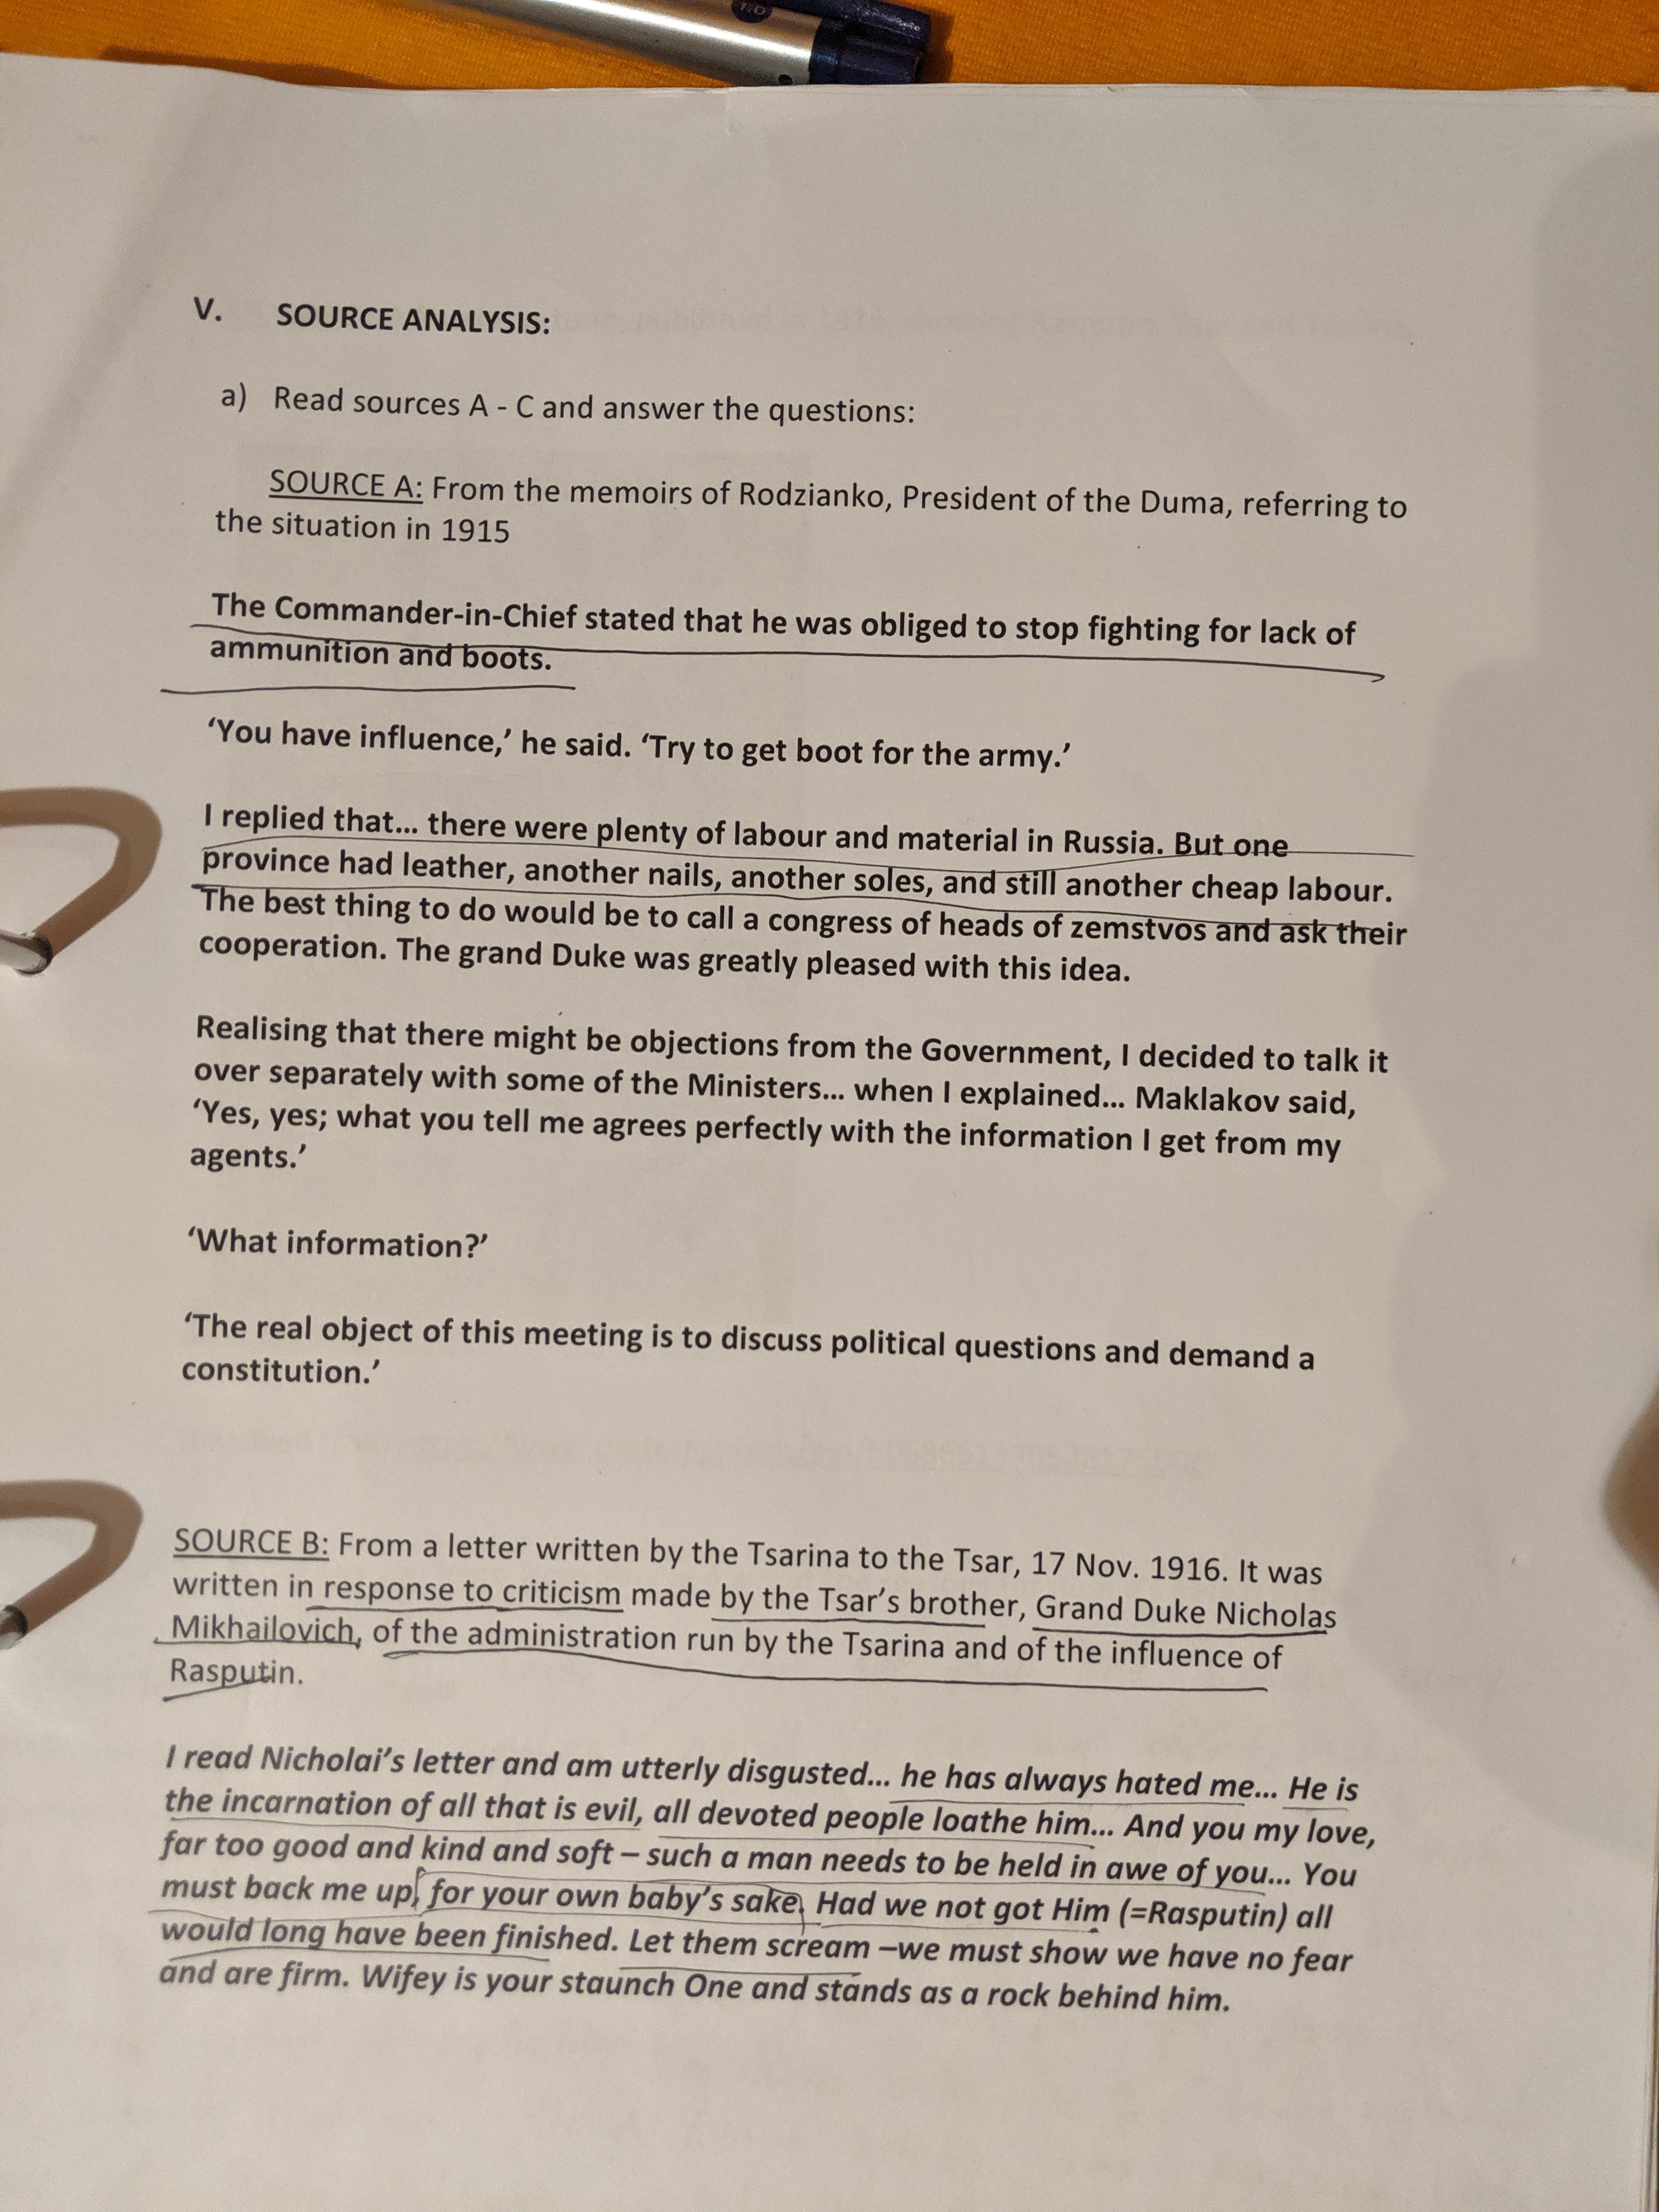 1.0
V. SOURCE ANALYSIS:
a) Read sources A - C and answer the questions:
SOURCE A: From the memoirs of Rodzianko, President of the Duma, referring to
the situation in 1915
The Commander-in-Chief stated that he was obliged to stop fighting for lack of
ammunition and boots.
‘You have influence,’ he said. ‘Try to get boot for the army.’
I replied that... there were plenty of labour and material in Russia. But one
province had leather, another nails, another soles, and still another cheap labour.
The best thing to do would be to call a congress of heads of zemstvos and ask their
cooperation. The grand Duke was greatly pleased with this idea.
Realising that there might be objections from the Government, I decided to talk it
over separately with some of the Ministers... when I explained... Maklakov said,
‘Yes, yes; what you tell me agrees perfectly with the information I get from my
agents.’
‘What information?’
‘The real object of this meeting is to discuss political questions and demand a
constitution.’
SOURCE B: From a letter written by the Tsarina to the Tsar, 17 Nov. 1916. It was
written in response to criticism made by the Tsar’s brother, Grand Duke Nicholas
Mikhailovich, of the administration run by the Tsarina and of the influence of
Rasputin.
I read Nicholai’s letter and am utterly disgusted... he has always hated me... He is
the incarnation of all that is evil, all devoted people loathe him... And you my love,
far too good and kind and soft – such a man needs to be held in awe of you... You
must back me up, for your own baby’s sake. Had we not got Him (=Rasputin) all
would long have been finished. Let them scream –we must show we have no fear
and are firm. Wifey is your staunch One and stands as a rock behind him.